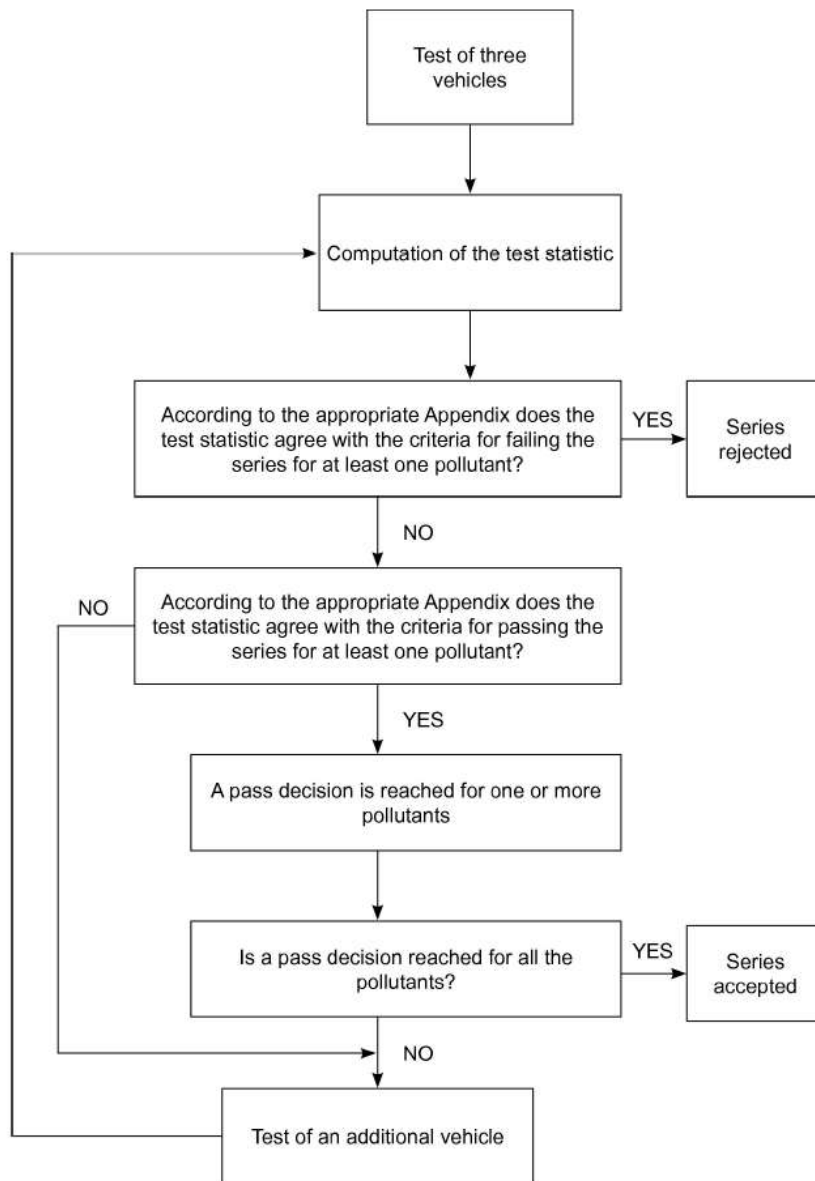 Test of three
vehicles
Computation of the test statistic
According to the appropriate Appendix does the
test statistic agree with the criteria for failing the
series for at least one pollutant?
YES
Series
rejected
NO
According to the appropriate Appendix does the
test statistic agree with the criteria for passing the
series for at least one pollutant?
NO
YES
A pass decision is reached for one or more
pollutants
Is a pass decision reached for all the
pollutants?
YES
Series
accepted
NO
Test of an additional vehicle